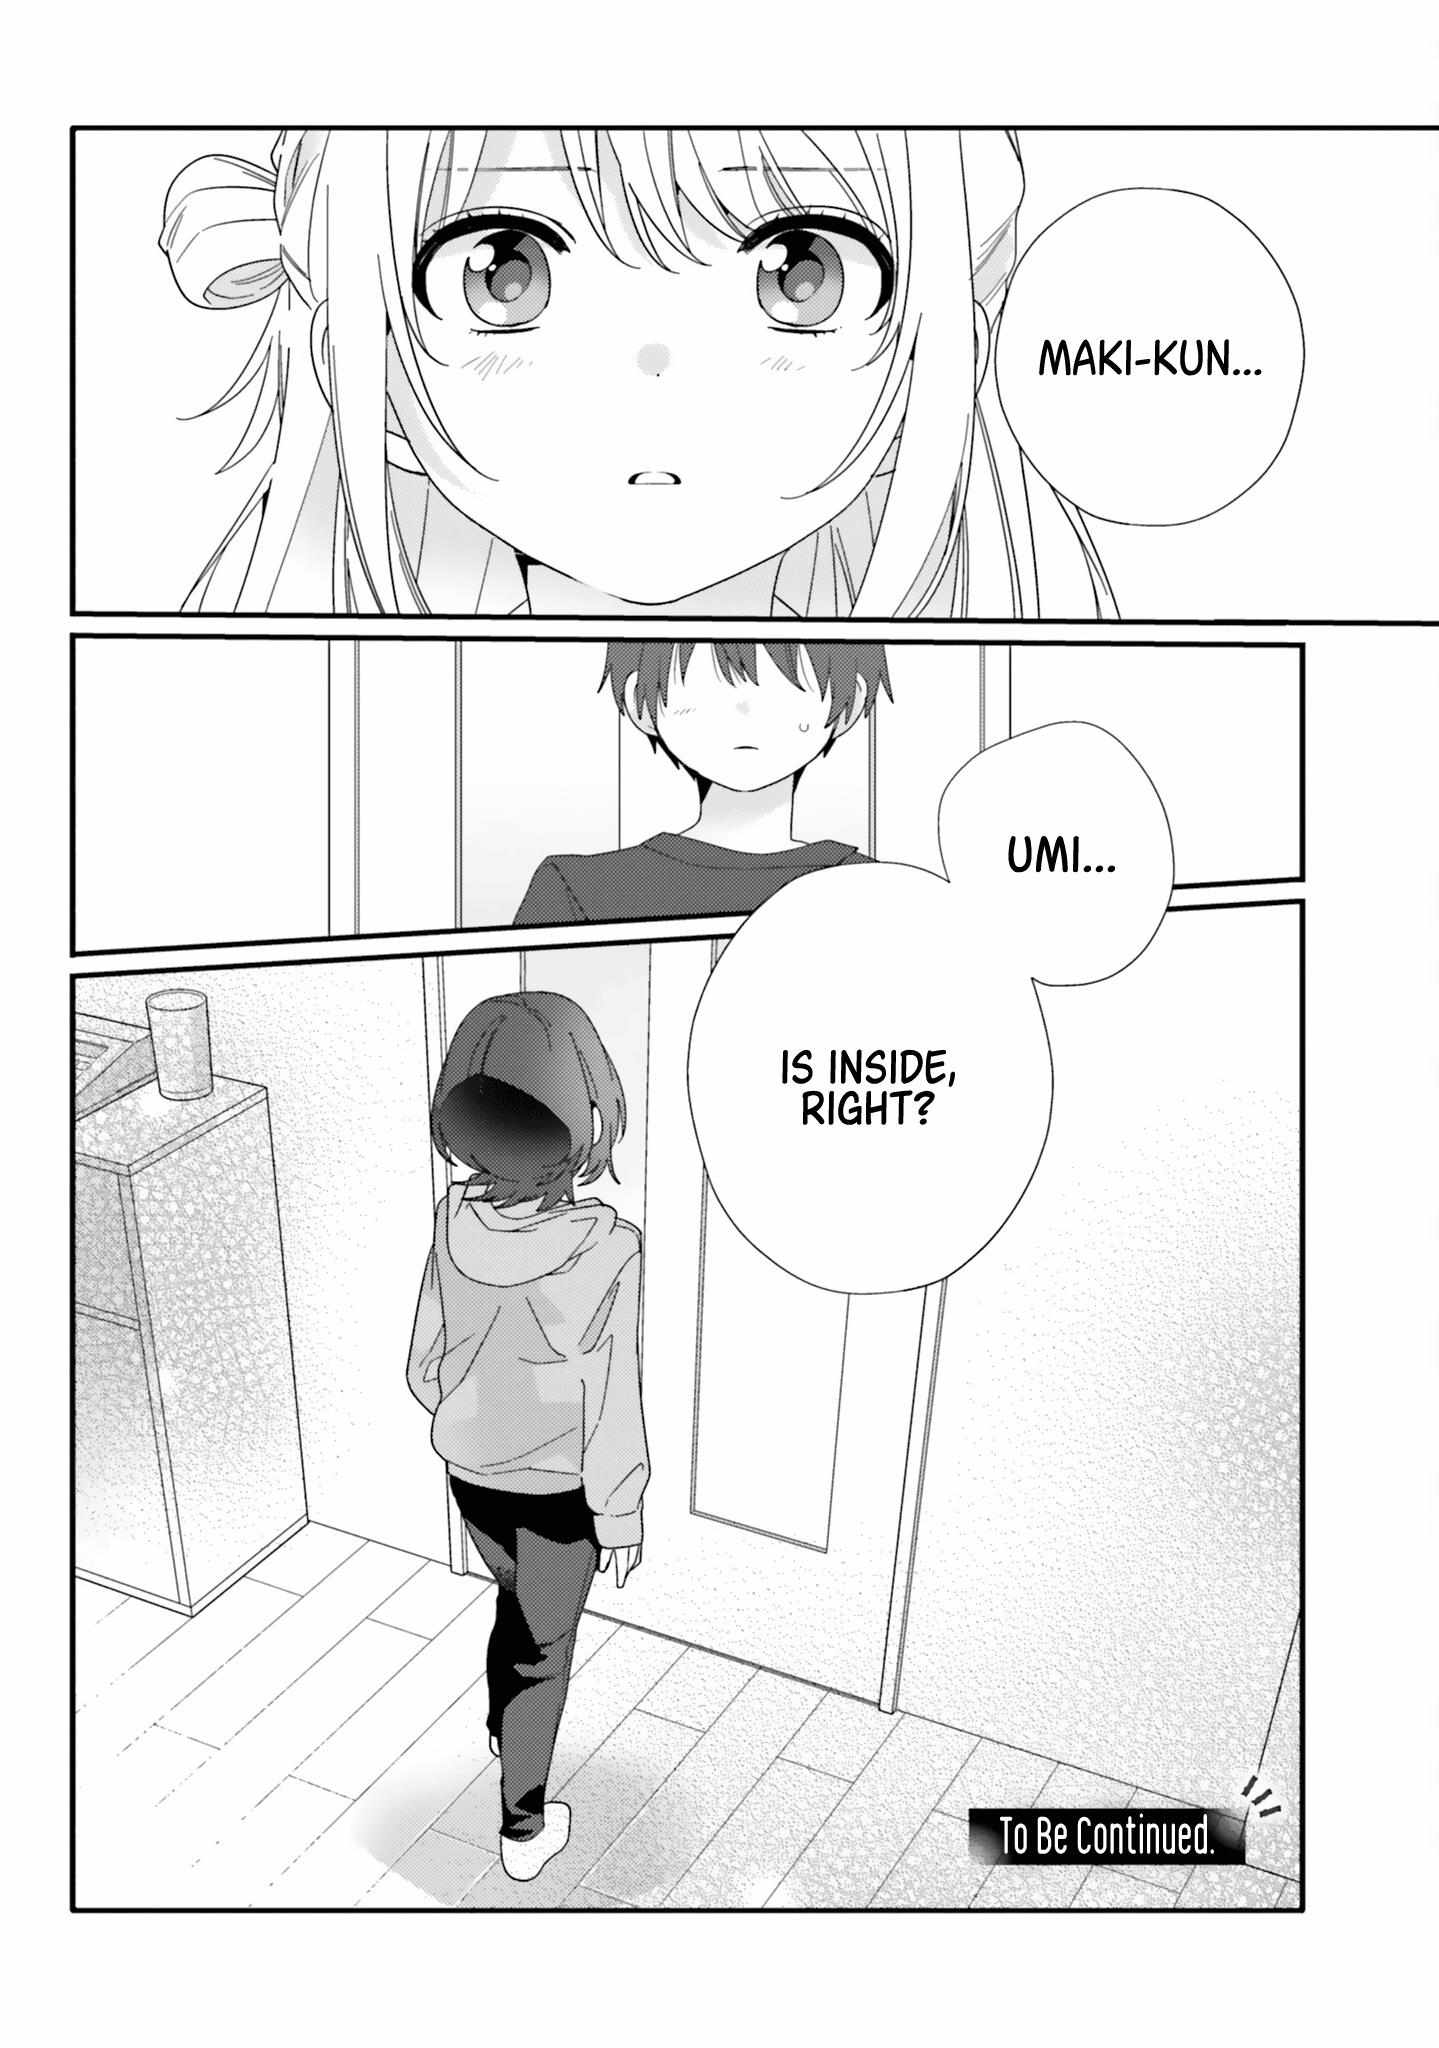 MAKI-KUN...
UMI...
IS INSIDE,
RIGHT?
To Be Continued.